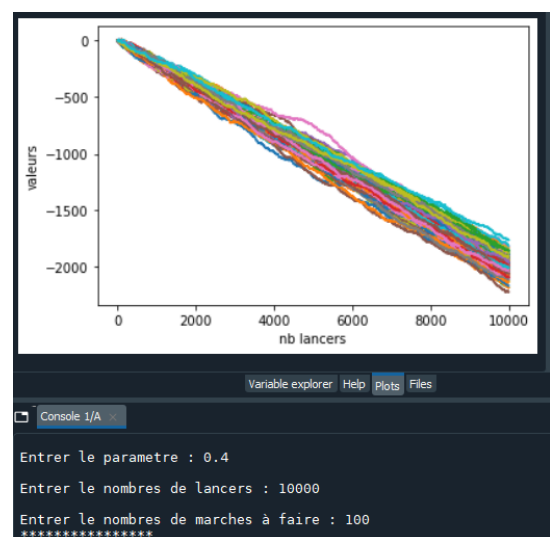 0
−500
−1000
−1500
−2000
valeurs
0 2000 4000 6000 8000 10000
nb lancers
Variable explorer Help Plots Files
Console 1/A ×
Entrer le parametre : 0.4
Entrer le nombres de lancers : 10000
Entrer le nombres de marches à faire : 100
****************